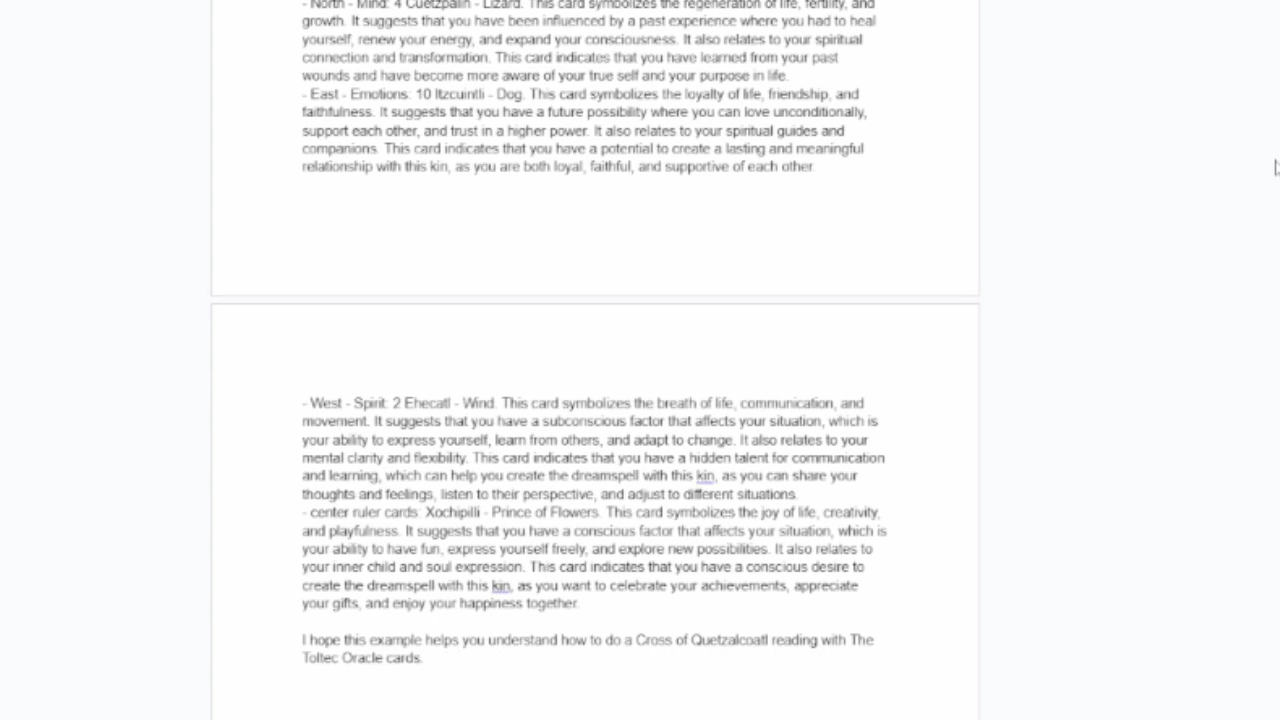 - North - Mind: 4 Cuetzpalin - Lizard. This card symbolizes the regeneration of life, fertility, and
growth. It suggests that you have been influenced by a past experience where you had to heal
yourself, renew your energy, and expand your consciousness. It also relates to your spiritual
connection and transformation. This card indicates that you have learned from your past
wounds and have become more aware of your true self and your purpose in life.
- East - Emotions: 10 Itzcuintli - Dog. This card symbolizes the loyalty of life, friendship, and
faithfulness. It suggests that you have a future possibility where you can love unconditionally,
support each other, and trust in a higher power. It also relates to your spiritual guides and
companions. This card indicates that you have a potential to create a lasting and meaningful
relationship with this kin, as you are both loyal, faithful, and supportive of each other.
- West - Spirit: 2 Ehecatl - Wind. This card symbolizes the breath of life, communication, and
movement. It suggests that you have a subconscious factor that affects your situation, which is
your ability to express yourself, learn from others, and adapt to change. It also relates to your
mental clarity and flexibility. This card indicates that you have a hidden talent for communication
and learning, which can help you create the dreamspell with this kin, as you can share your
thoughts and feelings, listen to their perspective, and adjust to different situations.
- center ruler cards: Xochipilli - Prince of Flowers. This card symbolizes the joy of life, creativity,
and playfulness. It suggests that you have a conscious factor that affects your situation, which is
your ability to have fun, express yourself freely, and explore new possibilities. It also relates to
your inner child and soul expression. This card indicates that you have a conscious desire to
create the dreamspell with this kin, as you want to celebrate your achievements, appreciate
your gifts, and enjoy your happiness together.
I hope this example helps you understand how to do a Cross of Quetzalcoatl reading with The
Toltec Oracle cards.